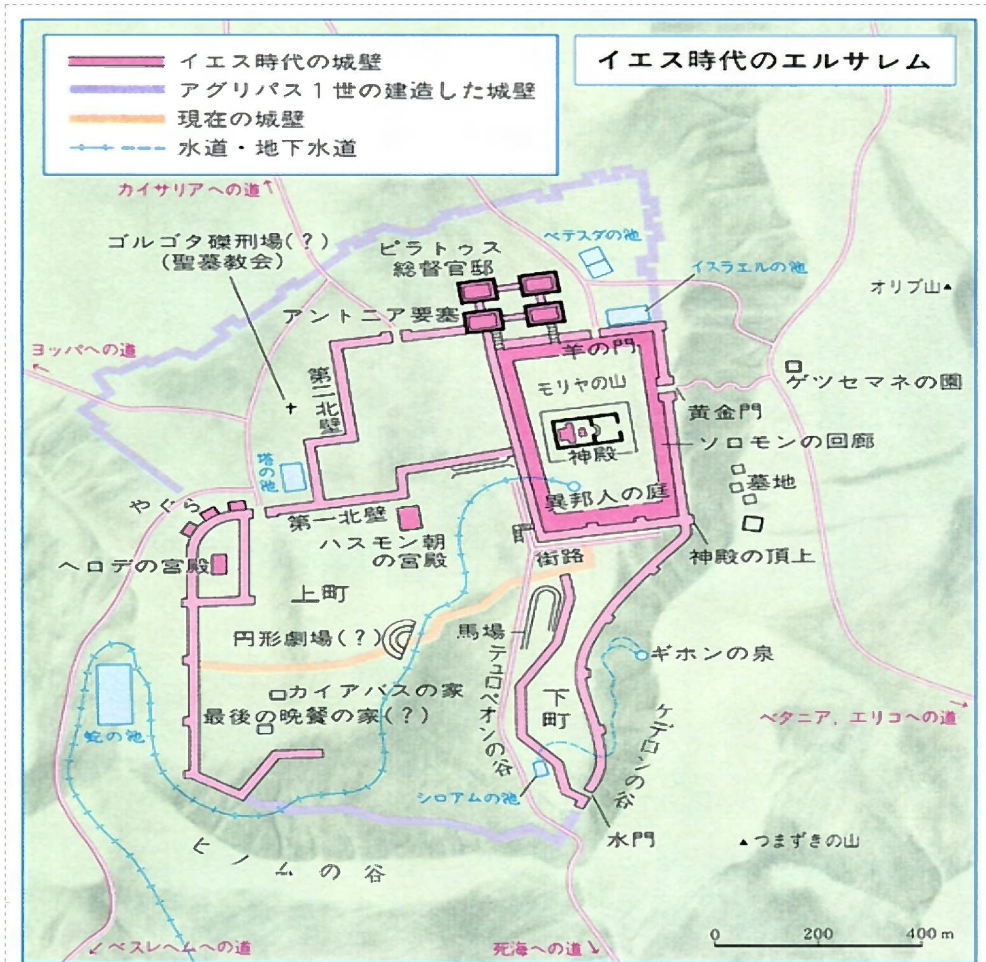 イエス時代のエルサレム
イエス時代の城壁
アグリパス1世の建造した城壁
現在の城壁
水道・地下水道
カイサリアへの道
ゴルゴタ磔刑場(?)
(聖墓教会)
ピラトゥス
総督官邸
ベテスダの池
イスラエルの池
オリブ山
アントニア要塞
ヨッパへの道
羊の門
第二北壁
モリヤの山
ゲツセマネの園
黄金門
ソロモンの回廊
神殿
塔の池
墓地
異邦人の庭
やぐら
第一北壁
ハスモン朝
の宮殿
街路
神殿の頂上
ヘロデの宮殿
上町
馬場
円形劇場(?)
ギホンの泉
テュロペオンの谷
下町
カイアパスの家
最後の晩餐の家(?)
ケデロンの谷
ベタニア,エリコへの道
蛇の池
シロアムの池
水門
つまずきの山
ヒノムの谷
ベスレヘムへの道
死海への道
0 200 400m